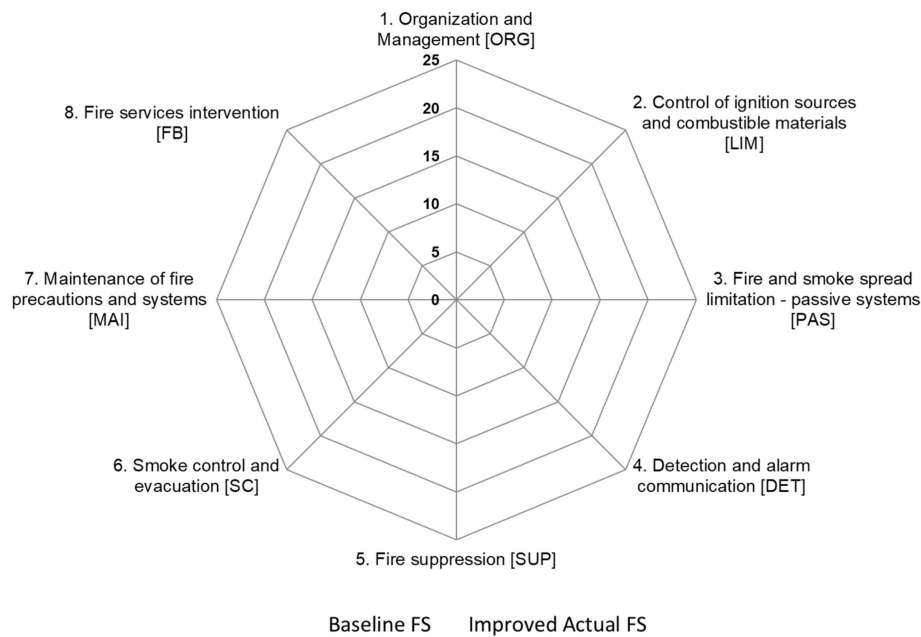 1. Organization and
Management [ORG]
25
20
15
10
5
0
2. Control of ignition sources
and combustible materials
[LIM]
3. Fire and smoke spread
limitation - passive systems
[PAS]
4. Detection and alarm
communication [DET]
5. Fire suppression [SUP]
6. Smoke control and
evacuation [SC]
7. Maintenance of fire
precautions and systems
[MAI]
8. Fire services intervention
[FB]
Baseline FS Improved Actual FS